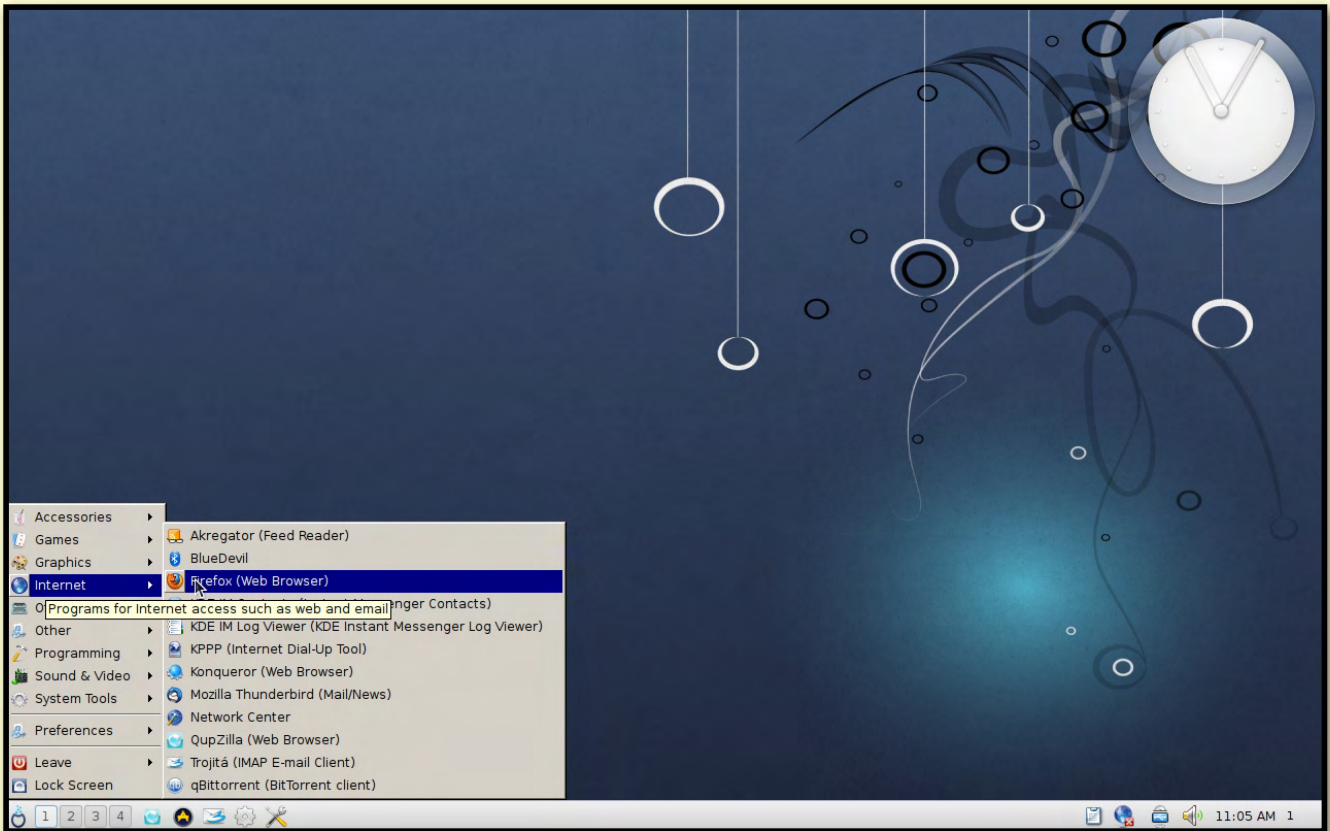 Accessories
Games
Graphics
Internet
O
Other
Programming
Sound & Video
System Tools
Preferences
Leave
Lock Screen
Akregator (Feed Reader)
BlueDevil
Firefox (Web Browser)
enger Contacts)
Programs for Internet access such as web and email
KDE IM Log Viewer (KDE Instant Messenger Log Viewer)
KPPP (Internet Dial-Up Tool)
Konqueror (Web Browser)
Mozilla Thunderbird (Mail/News)
Network Center
QupZilla (Web Browser)
Trojitá (IMAP E-mail Client)
qBittorrent (BitTorrent client)
1 2 3 4
11:05 AM 1